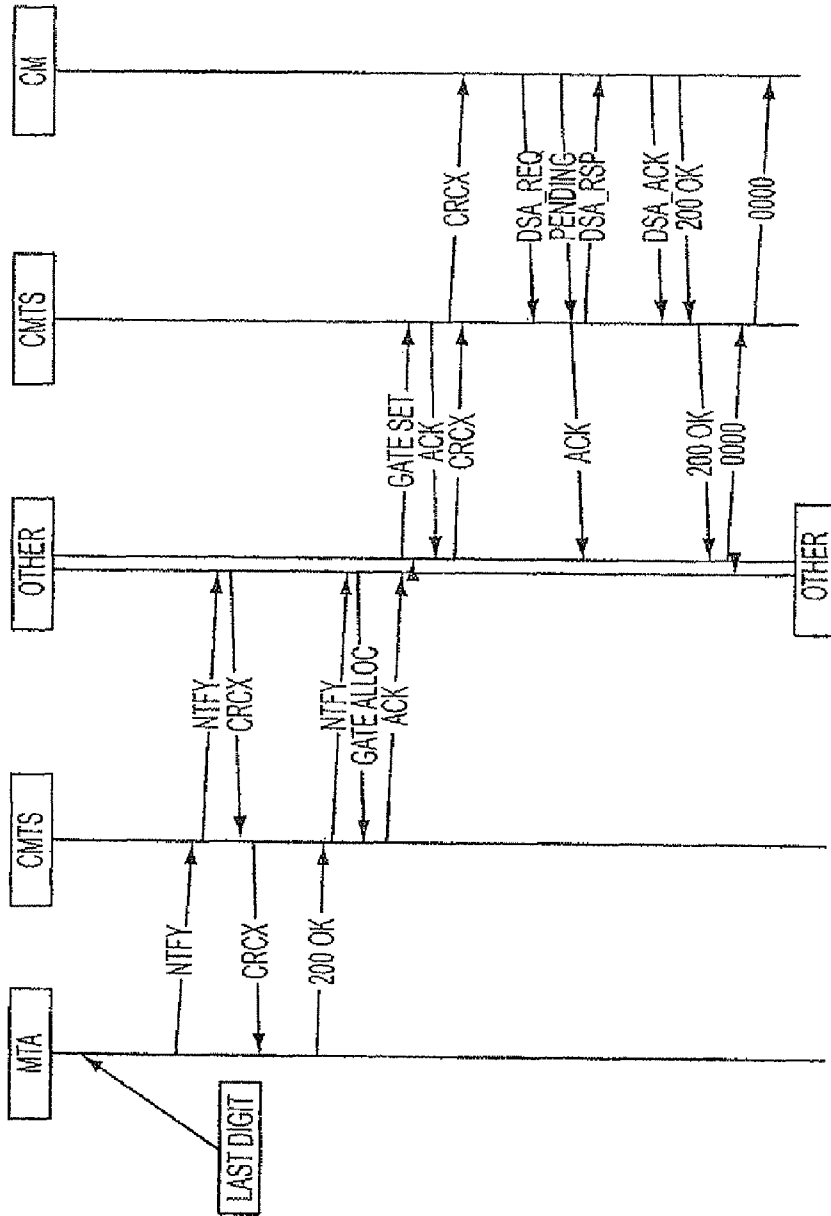 MTA
CMTS
OTHER
CMTS
CM
LAST DIGIT
NTFY
NTFY
CRCX
CRCX
200 OK
NTFY
GATE ALLOC
ACK
GATE SET
ACK
CRCX
CRCX
DSA_REQ
PENDING
DSA_RSP
ACK
DSA_ACK
200 OK
200 OK
0000
0000
OTHER